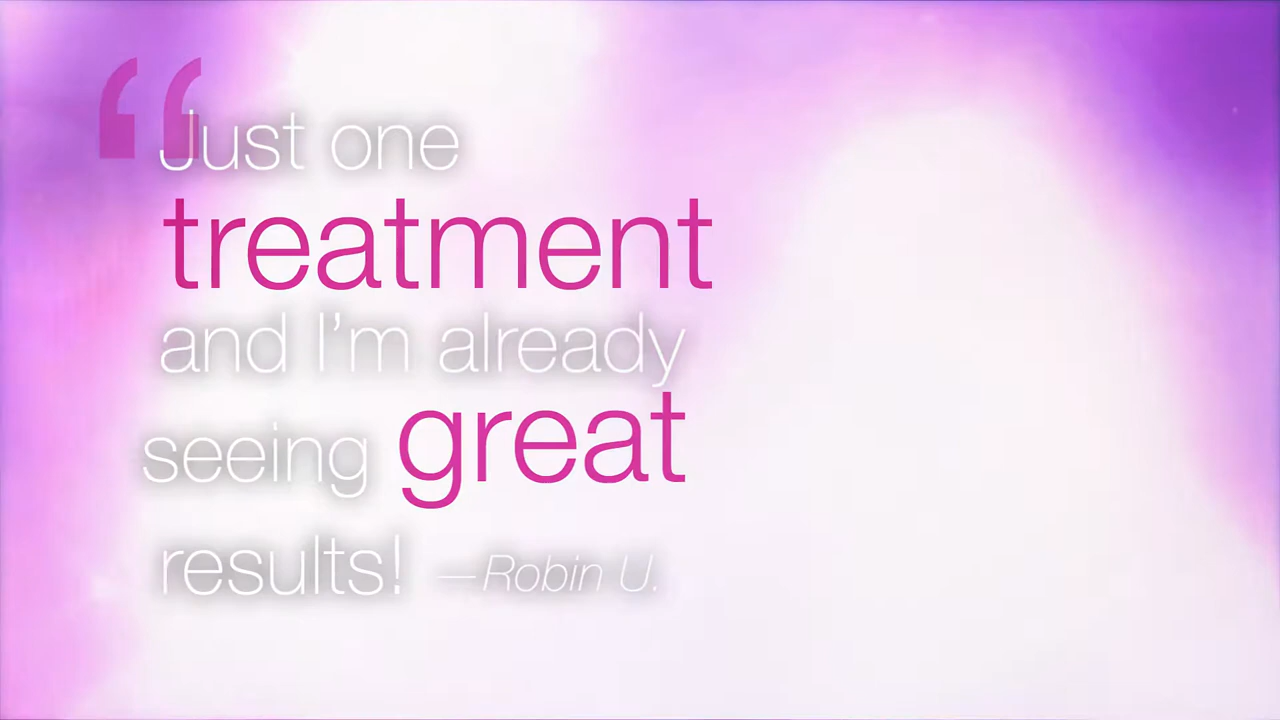 “Just one
treatment
and I’m already
seeing great
results! —Robin U.